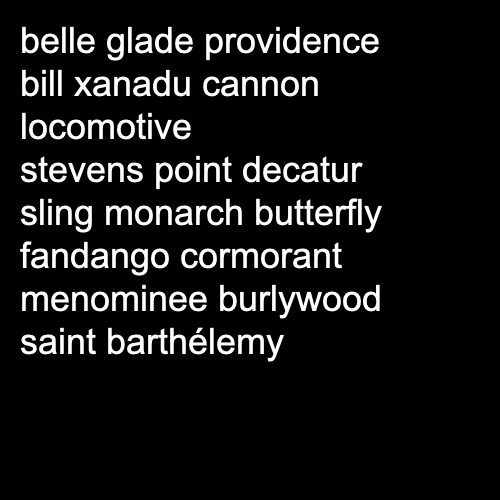 belle glade providence
bill xanadu cannon
locomotive
stevens point decatur
sling monarch butterfly
fandango cormorant
menominee burlywood
saint barthélemy